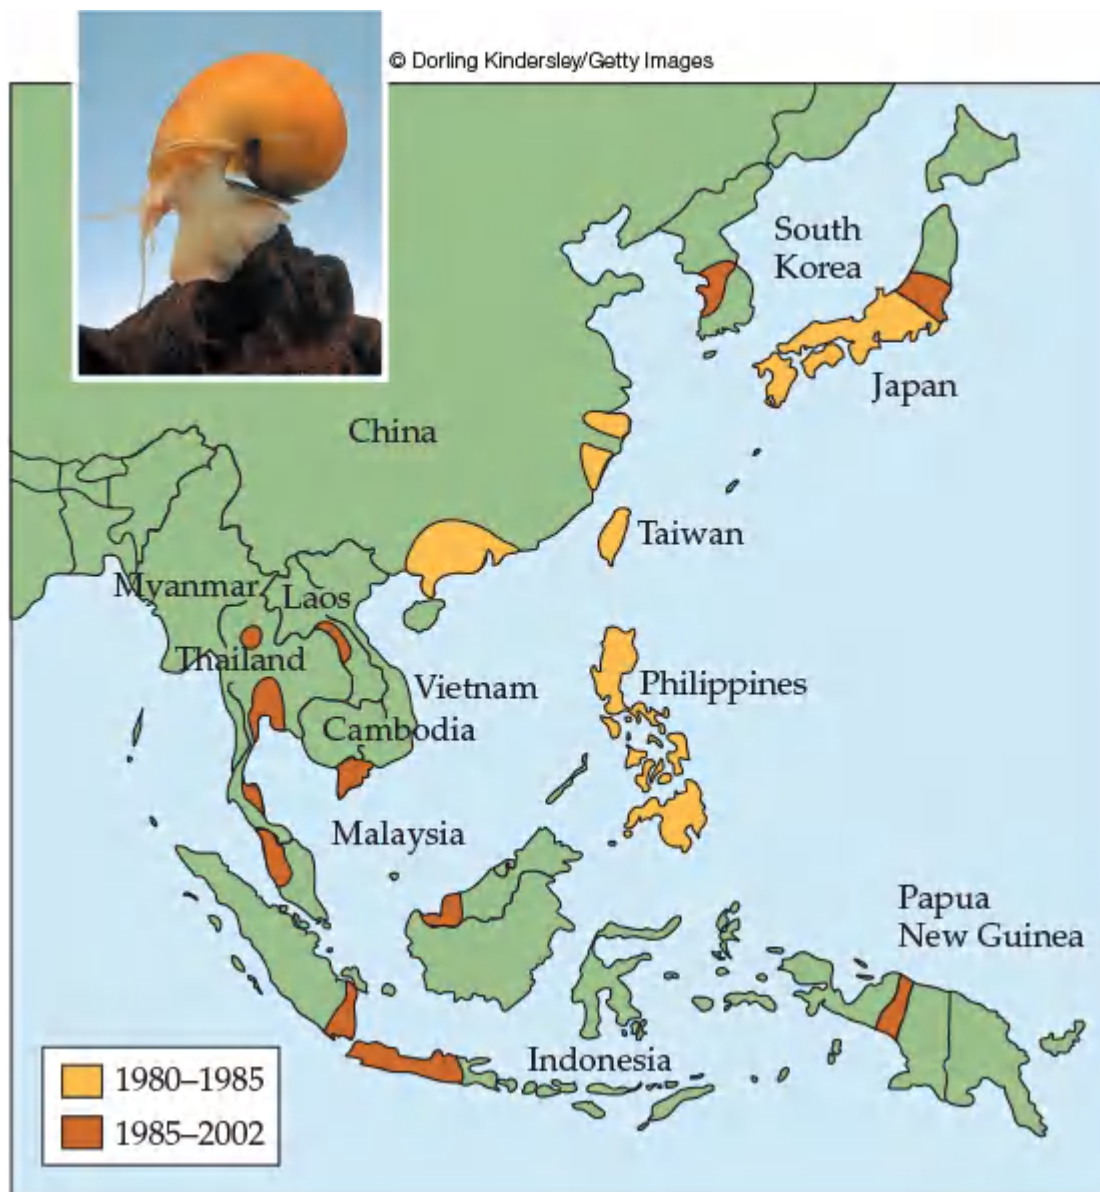 © Dorling Kindersley/Getty Images
South
Korea
Japan
China
Taiwan
Myanmar
Laos
Thailand
Vietnam
Philippines
Cambodia
Malaysia
Papua
New Guinea
Indonesia
1980–1985
1985–2002